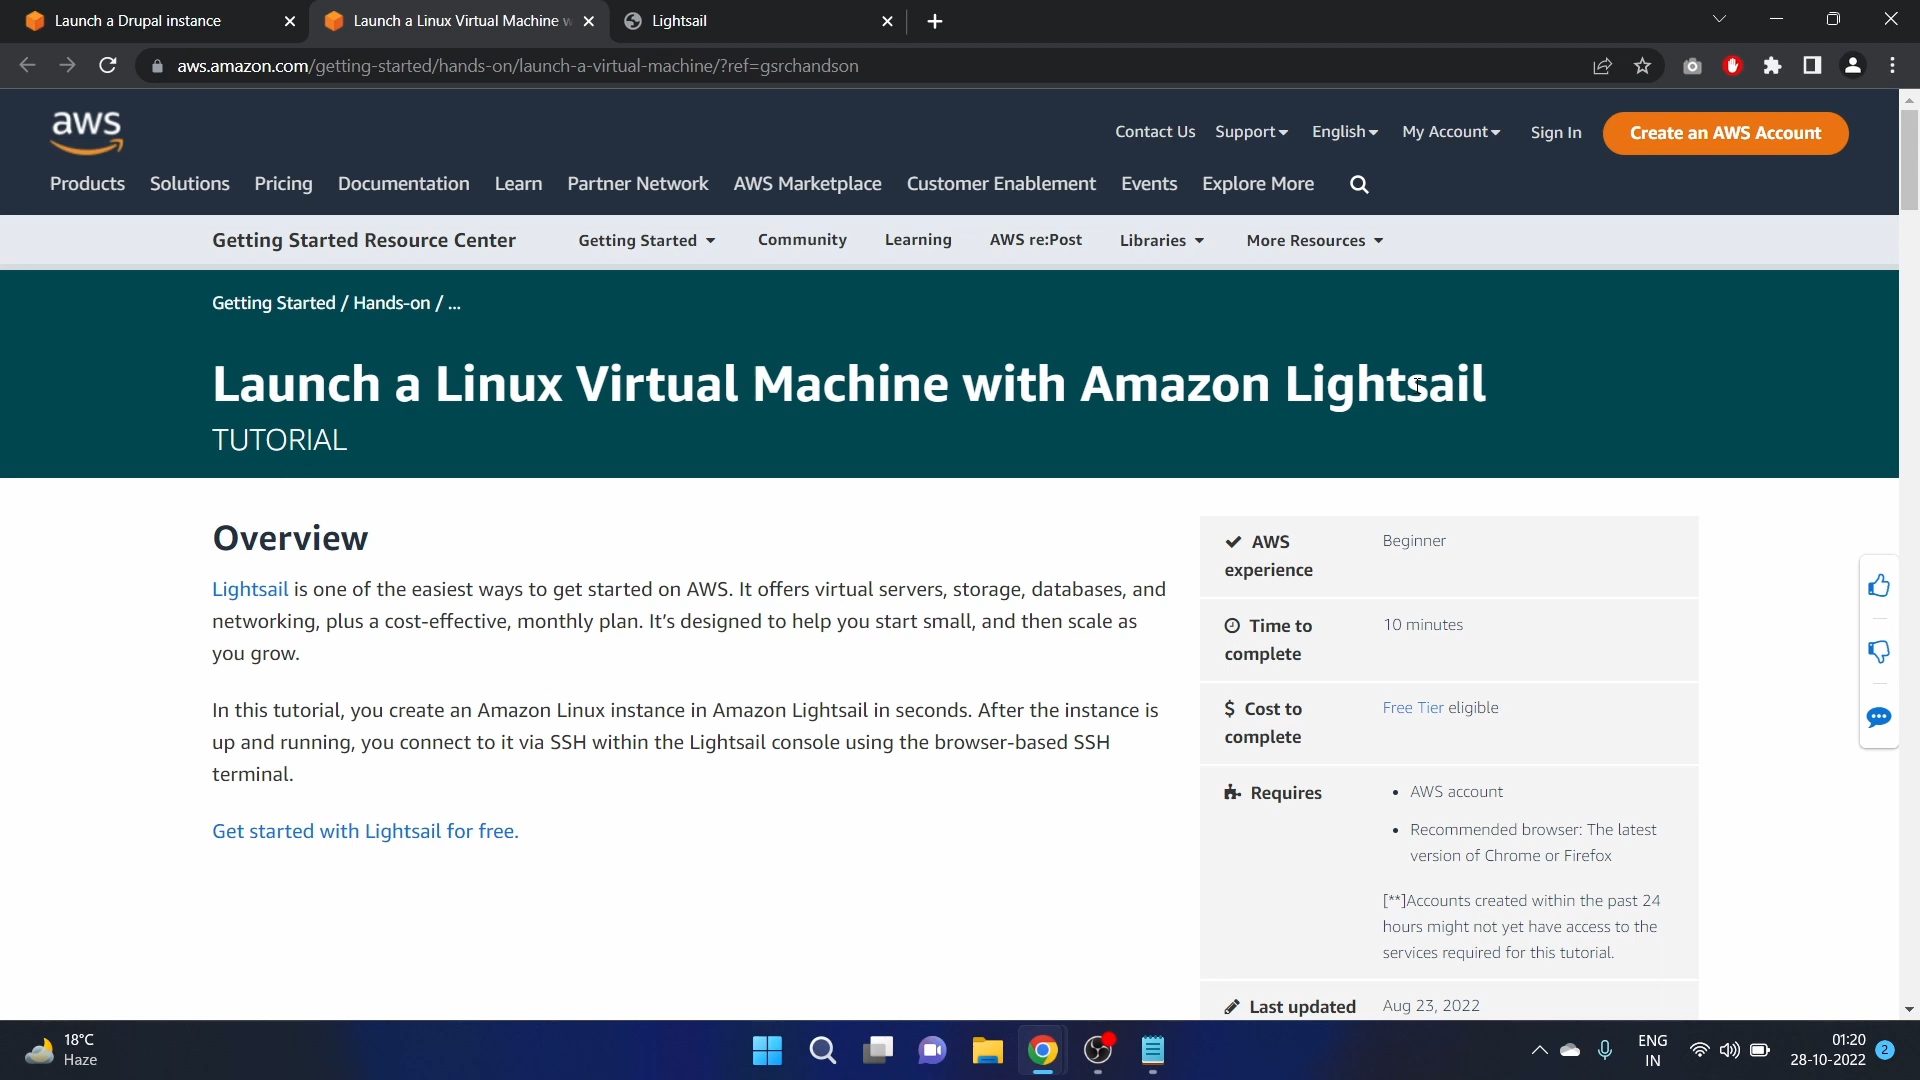 Launch a Drupal instance
Launch a Linux Virtual Machine w
Lightsail
aws.amazon.com/getting-started/hands-on/launch-a-virtual-machine/?ref=gsrchandson
aws
Contact Us Support English My Account Sign In Create an AWS Account
Products Solutions Pricing Documentation Learn Partner Network AWS Marketplace Customer Enablement Events Explore More
Getting Started Resource Center Getting Started Community Learning AWS re:Post Libraries More Resources
Getting Started / Hands-on / ...
Launch a Linux Virtual Machine with Amazon Lightsail
TUTORIAL
Overview
Lightsail is one of the easiest ways to get started on AWS. It offers virtual servers, storage, databases, and
networking, plus a cost-effective, monthly plan. It’s designed to help you start small, and then scale as
you grow.
In this tutorial, you create an Amazon Linux instance in Amazon Lightsail in seconds. After the instance is
up and running, you connect to it via SSH within the Lightsail console using the browser-based SSH
terminal.
Get started with Lightsail for free.
AWS
experience
Beginner
Time to
complete
10 minutes
$ Cost to
complete
Free Tier eligible
Requires
• AWS account
• Recommended browser: The latest
version of Chrome or Firefox
[**]Accounts created within the past 24
hours might not yet have access to the
services required for this tutorial.
Last updated
Aug 23, 2022
18°C
Haze
ENG
IN
01:20
28-10-2022
2